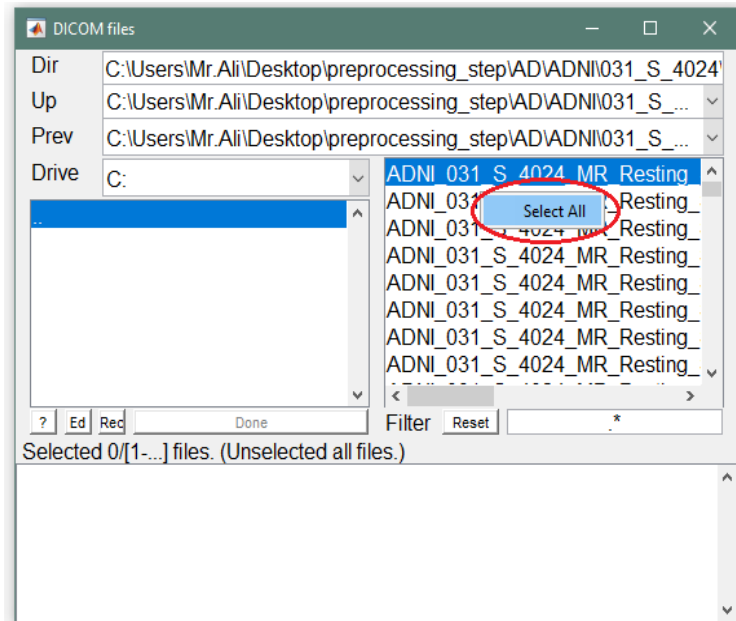 DICOM files
Dir C:\Users\Mr.Ali\Desktop\preprocessing_step\AD\ADNI\031_S_4024\
Up C:\Users\Mr.Ali\Desktop\preprocessing_step\AD\ADNI\031_S_...
Prev C:\Users\Mr.Ali\Desktop\preprocessing_step\AD\ADNI\031_S_...
Drive C:
ADNI_031_S_4024_MR_Resting_
..
ADNI_031
Select All
Resting_
ADNI_031_S_4024_MR_Resting_
ADNI_031_S_4024_MR_Resting_
ADNI_031_S_4024_MR_Resting_
ADNI_031_S_4024_MR_Resting_
ADNI_031_S_4024_MR_Resting_
ADNI_031_S_4024_MR_Resting_
? Ed Rec Done Filter Reset .*
Selected 0/[1-...] files. (Unselected all files.)